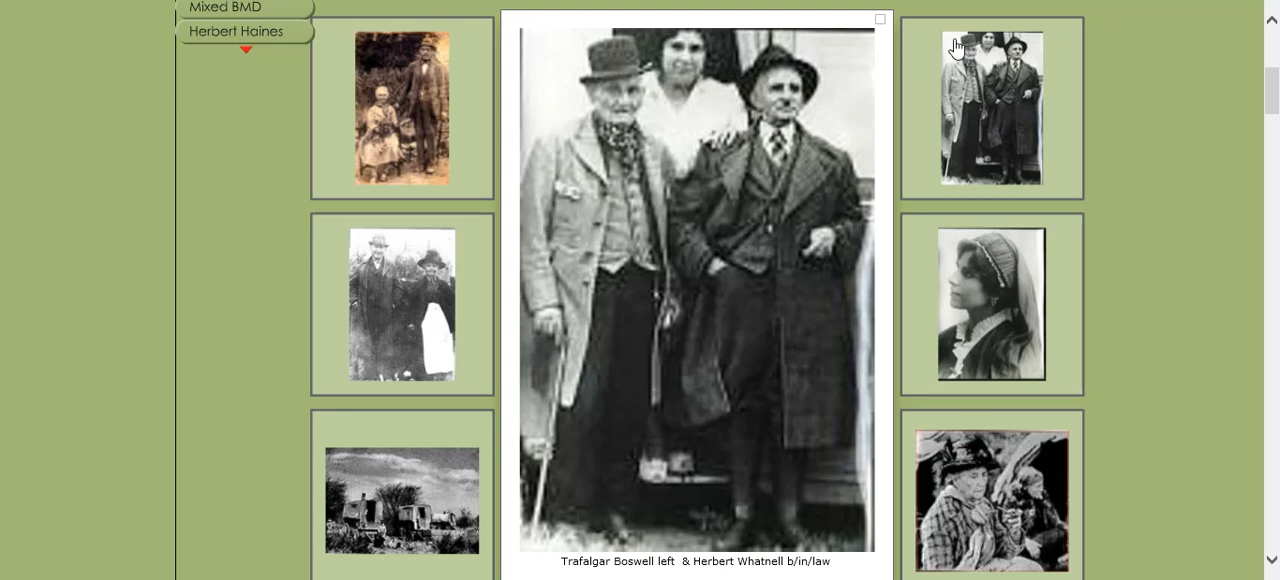 Mixed BMD
Herbert Haines
Trafalgar Boswell left & Herbert Whatnell b/in/law